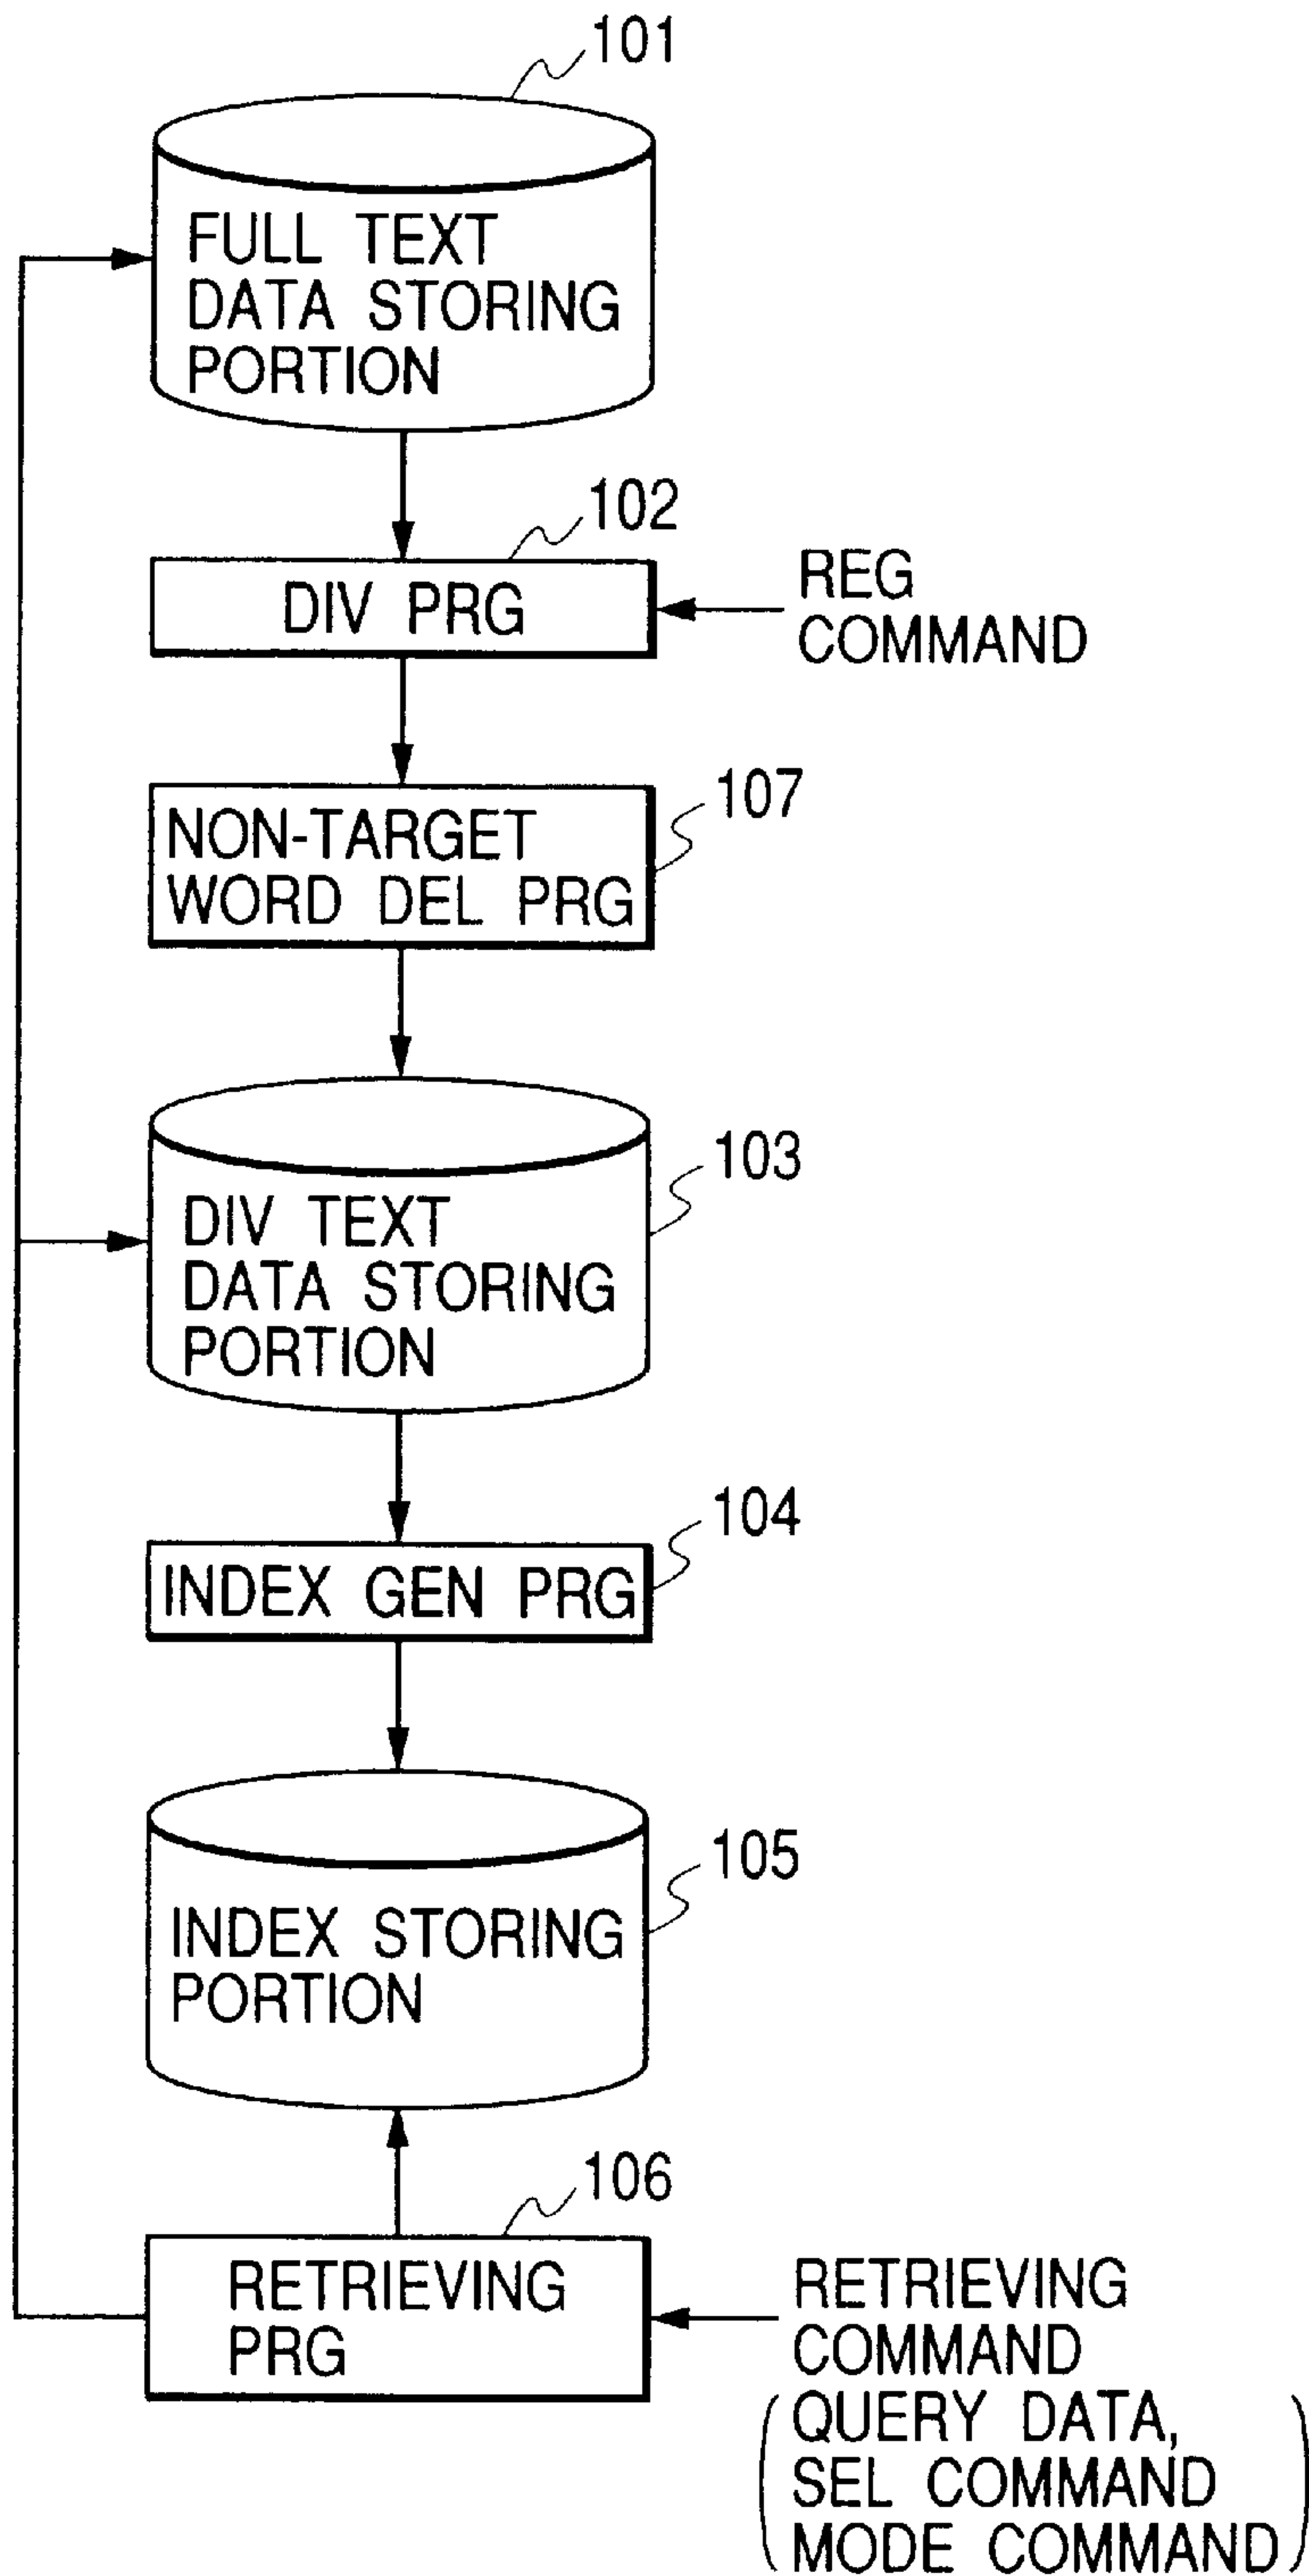 101
FULL TEXT
DATA STORING
PORTION
102
DIV PRG
REG
COMMAND
107
NON-TARGET
WORD DEL PRG
103
DIV TEXT
DATA STORING
PORTION
104
INDEX GEN PRG
105
INDEX STORING
PORTION
106
RETRIEVING
PRG
RETRIEVING
COMMAND
(QUERY DATA,
SEL COMMAND
MODE COMMAND)